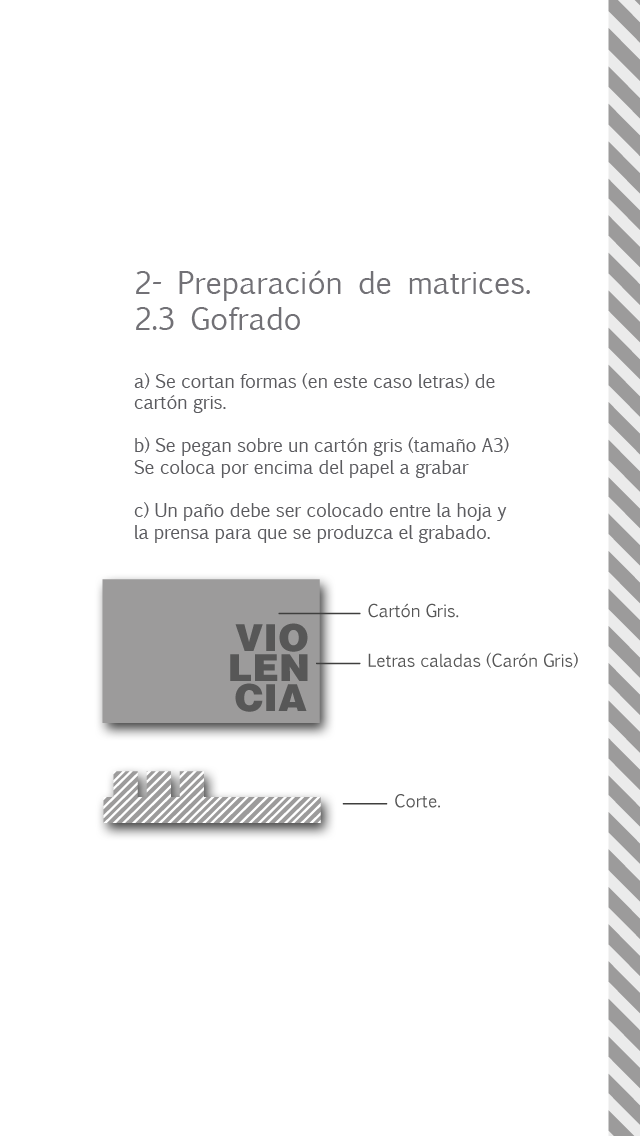 2- Preparación de matrices.
2.3 Gofrado
a) Se cortan formas (en este caso letras) de
cartón gris.
b) Se pegan sobre un cartón gris (tamaño A3)
Se coloca por encima del papel a grabar
c) Un paño debe ser colocado entre la hoja y
la prensa para que se produzca el grabado.
Cartón Gris.
VIO
LEN
CIA
Letras caladas (Carón Gris)
Corte.